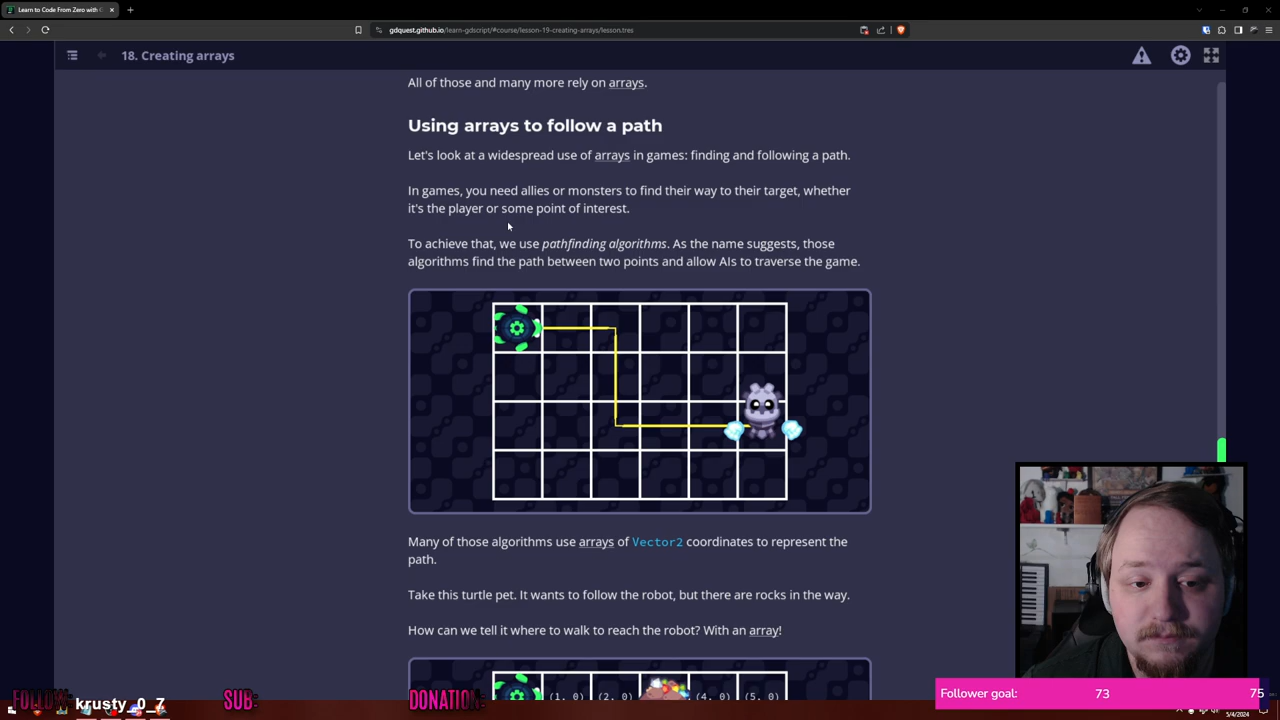 Learn to Code From Zero with
gdquest.github.io/learn-gdscript/#course/lesson-19-creating-arrays/lesson.tres
18. Creating arrays
All of those and many more rely on arrays.
Using arrays to follow a path
Let's look at a widespread use of arrays in games: finding and following a path.
In games, you need allies or monsters to find their way to their target, whether
it's the player or some point of interest.
To achieve that, we use pathfinding algorithms. As the name suggests, those
algorithms find the path between two points and allow AIs to traverse the game.
Many of those algorithms use arrays of Vector2 coordinates to represent the
path.
Take this turtle pet. It wants to follow the robot, but there are rocks in the way.
How can we tell it where to walk to reach the robot? With an array!
(1, 0) (2, 0) (4, 0) (5, 0)
FOLLOW: krusty_0_7 SUB: DONATION:
Follower goal: 73 75
5/4/2024